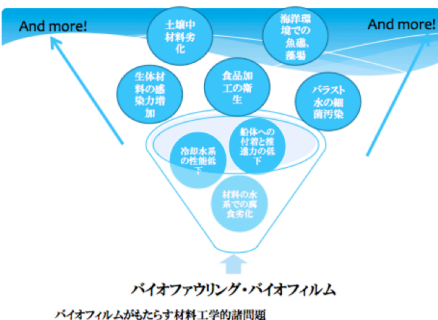 And more!
And more!
土壌中
材料劣
化
海洋環
境での
魚礁、
藻場
生体材
料の感
染力増
加
食品加
工の衛
生
バラスト
水の細
菌汚染
冷却水系
の性能低
下
船体への
付着と推
進力の低
下
材料の水
系での腐
食劣化
バイオファウリング・バイオフィルム
バイオフィルムがもたらす材料工学的諸問題